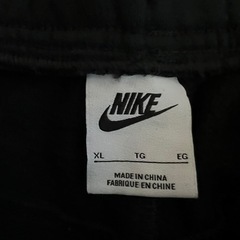 NIKE
XL TG EG
MADE IN CHINA
FABRIQUÉ EN CHINE